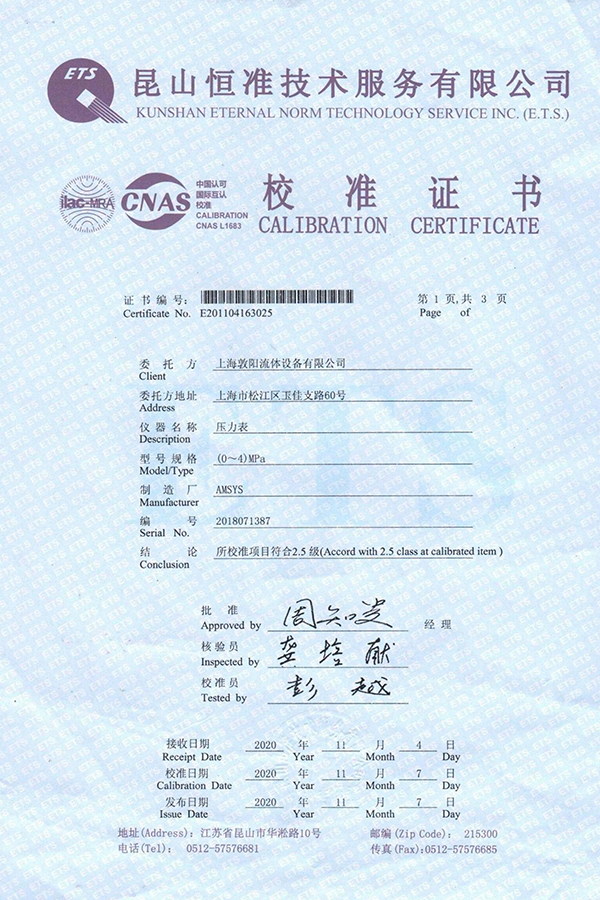 ETS
昆山恒准技术服务有限公司
KUNSHAN ETERNAL NORM TECHNOLOGY SERVICE INC. (E.T.S.)
ilac-MRA
CNAS
中国认可
国际互认
校准
CALIBRATION
CNAS L1683
校准证书
CALIBRATION CERTIFICATE
证书编号:
Certificate No. E201104163025
第 1 页,共 3 页
Page of
委托方 上海敦阳流体设备有限公司
Client
委托方地址 上海市松江区玉佳支路60号
Address
仪器名称 压力表
Description
型号规格 (0~4)MPa
Model/Type
制造厂 AMSYS
Manufacturer
编号 2018071387
Serial No.
结论 所校准项目符合2.5 级(Accord with 2.5 class at calibrated item )
Conclusion
批准
Approved by 经理
核验员
Inspected by 龚培献
校准员
Tested by 彭越
接收日期 2020 年 11 月 4 日
Receipt Date Year Month Day
校准日期 2020 年 11 月 7 日
Calibration Date Year Month Day
发布日期 2020 年 11 月 7 日
Issue Date Year Month Day
地址(Address): 江苏省昆山市华淞路10号 邮编(Zip Code): 215300
电话(Tel): 0512-57576681 传真(Fax):0512-57576685